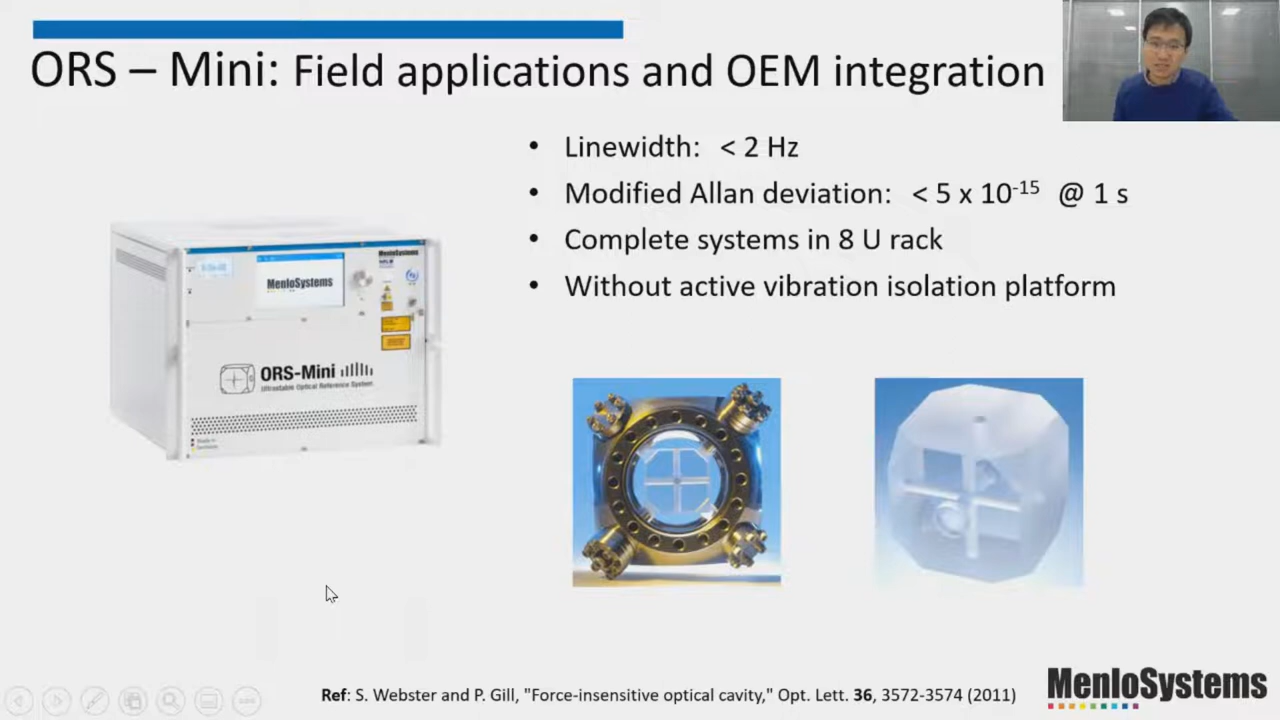 ORS – Mini: Field applications and OEM integration
• Linewidth: < 2 Hz
• Modified Allan deviation: < 5 x 10⁻¹⁵ @ 1 s
• Complete systems in 8 U rack
• Without active vibration isolation platform
MenloSystems
MenloSystems
ORS-Mini
Ultrastable Optical Reference System
Ref: S. Webster and P. Gill, "Force-insensitive optical cavity," Opt. Lett. 36, 3572-3574 (2011)
MenloSystems